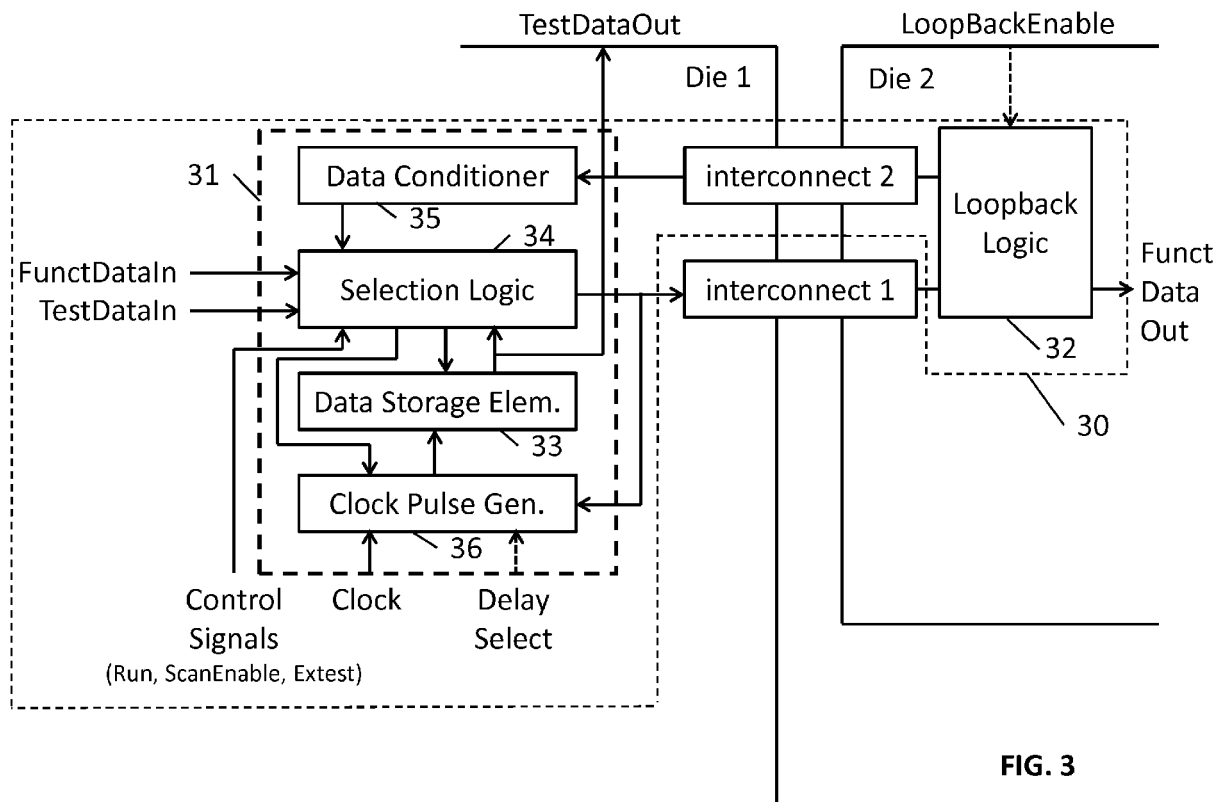 TestDataOut
LoopBackEnable
Die 1
Die 2
31
Data Conditioner
interconnect 2
Loopback
Logic
35
34
FunctDataIn
TestDataIn
Selection Logic
interconnect 1
Funct
Data
Out
32
Data Storage Elem.
33
30
Clock Pulse Gen.
36
Control
Signals
(Run, ScanEnable, Extest)
Clock
Delay
Select
FIG. 3